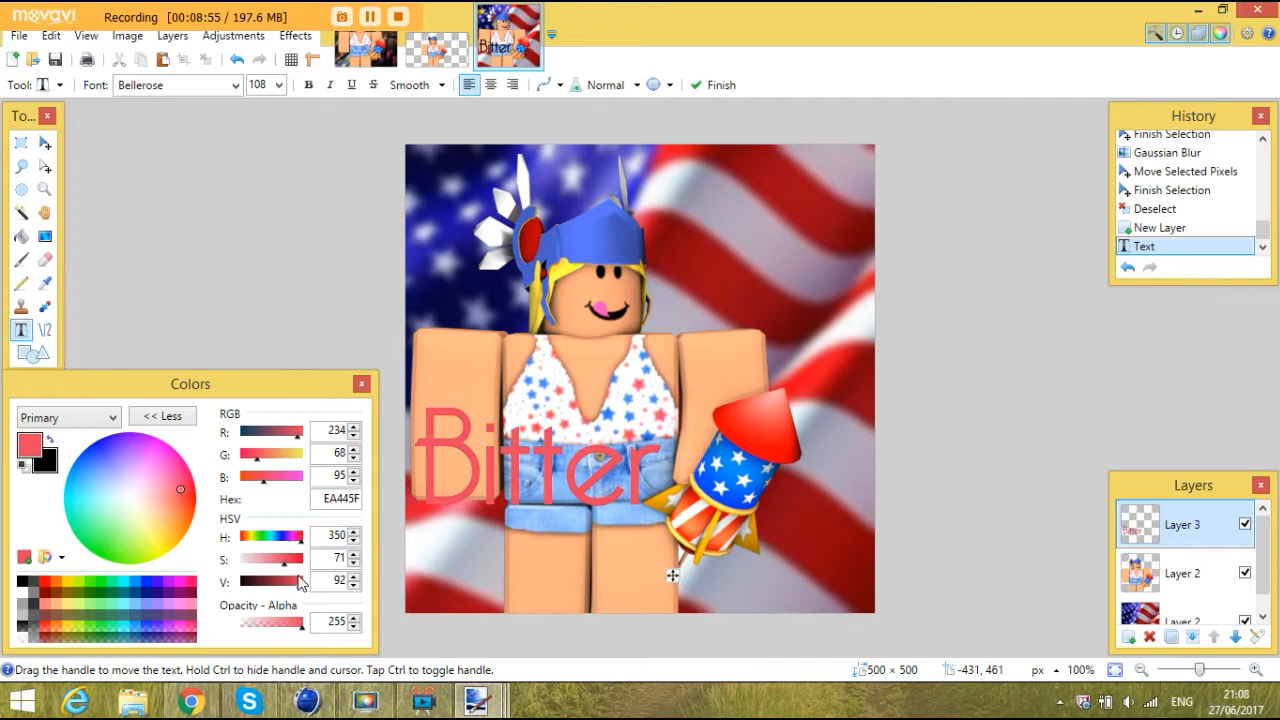 movavi Recording [00:08:55 / 197.6 MB]
File Edit View Image Layers Adjustments Effects
Bitter
Tool: T Font: Bellerose 108 B I U S Smooth Normal Finish
To...
History
Finish Selection
Gaussian Blur
Move Selected Pixels
Finish Selection
Deselect
New Layer
Text
Colors
Primary << Less
RGB
R: 234
G: 68
B: 95
Hex: EA445F
HSV
H: 350
S: 71
V: 92
Opacity - Alpha
255
Bitter
Layers
Layer 3
Layer 2
Layer 2
Drag the handle to move the text. Hold Ctrl to hide handle and cursor. Tap Ctrl to toggle handle. 500 × 500 -431, 461 px 100%
ENG
21:08
27/06/2017